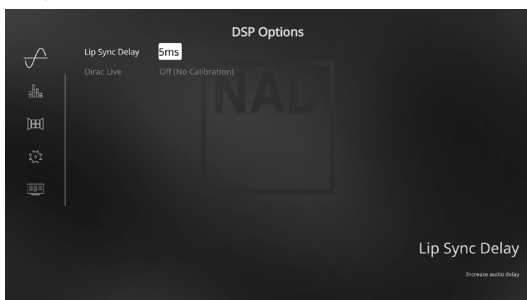 DSP Options
Lip Sync Delay 5ms
Dirac Live Off (No Calibration)
NAD
Lip Sync Delay
Increase audio delay